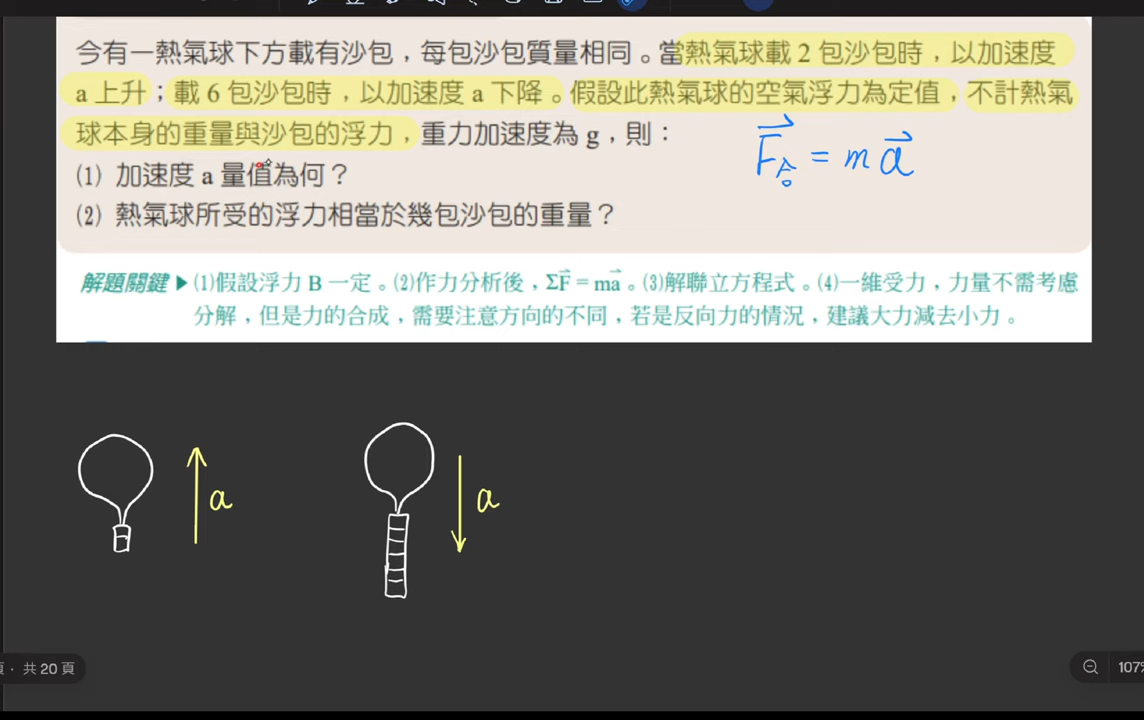 今有一熱氣球下方載有沙包，每包沙包質量相同。當熱氣球載 2 包沙包時，以加速度
a 上升；載 6 包沙包時，以加速度 a 下降。假設此熱氣球的空氣浮力為定值，不計熱氣
球本身的重量與沙包的浮力，重力加速度為 g，則：
F合 = ma
(1) 加速度 a 量值為何？
(2) 熱氣球所受的浮力相當於幾包沙包的重量？
解題關鍵▶(1)假設浮力 B 一定。(2)作力分析後，ΣF = ma。(3)解聯立方程式。(4)一維受力，力量不需考慮
分解，但是力的合成，需要注意方向的不同，若是反向力的情況，建議大力減去小力。
a
a
頁 · 共 20 頁
107%